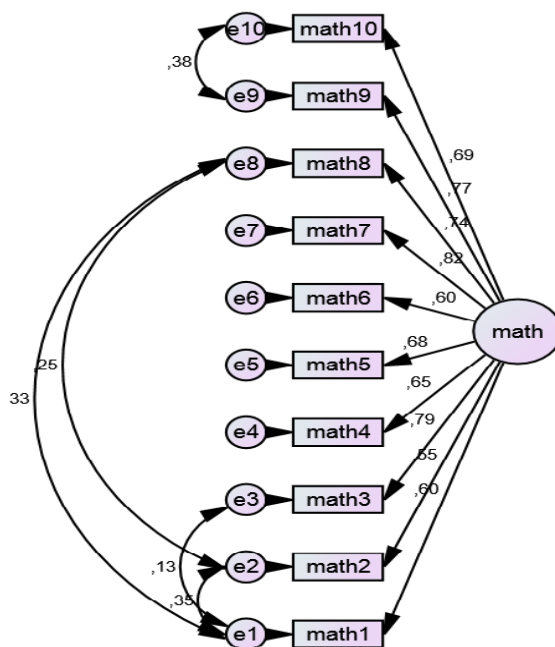 e10 math10
,38
e9 math9
,69
e8 math8
,77
,74
e7 math7
,82
e6 math6
,60
math
,68
e5 math5
,25
,65
33
,79
e4 math4
,55
,60
e3 math3
,13
e2 math2
,35
e1 math1